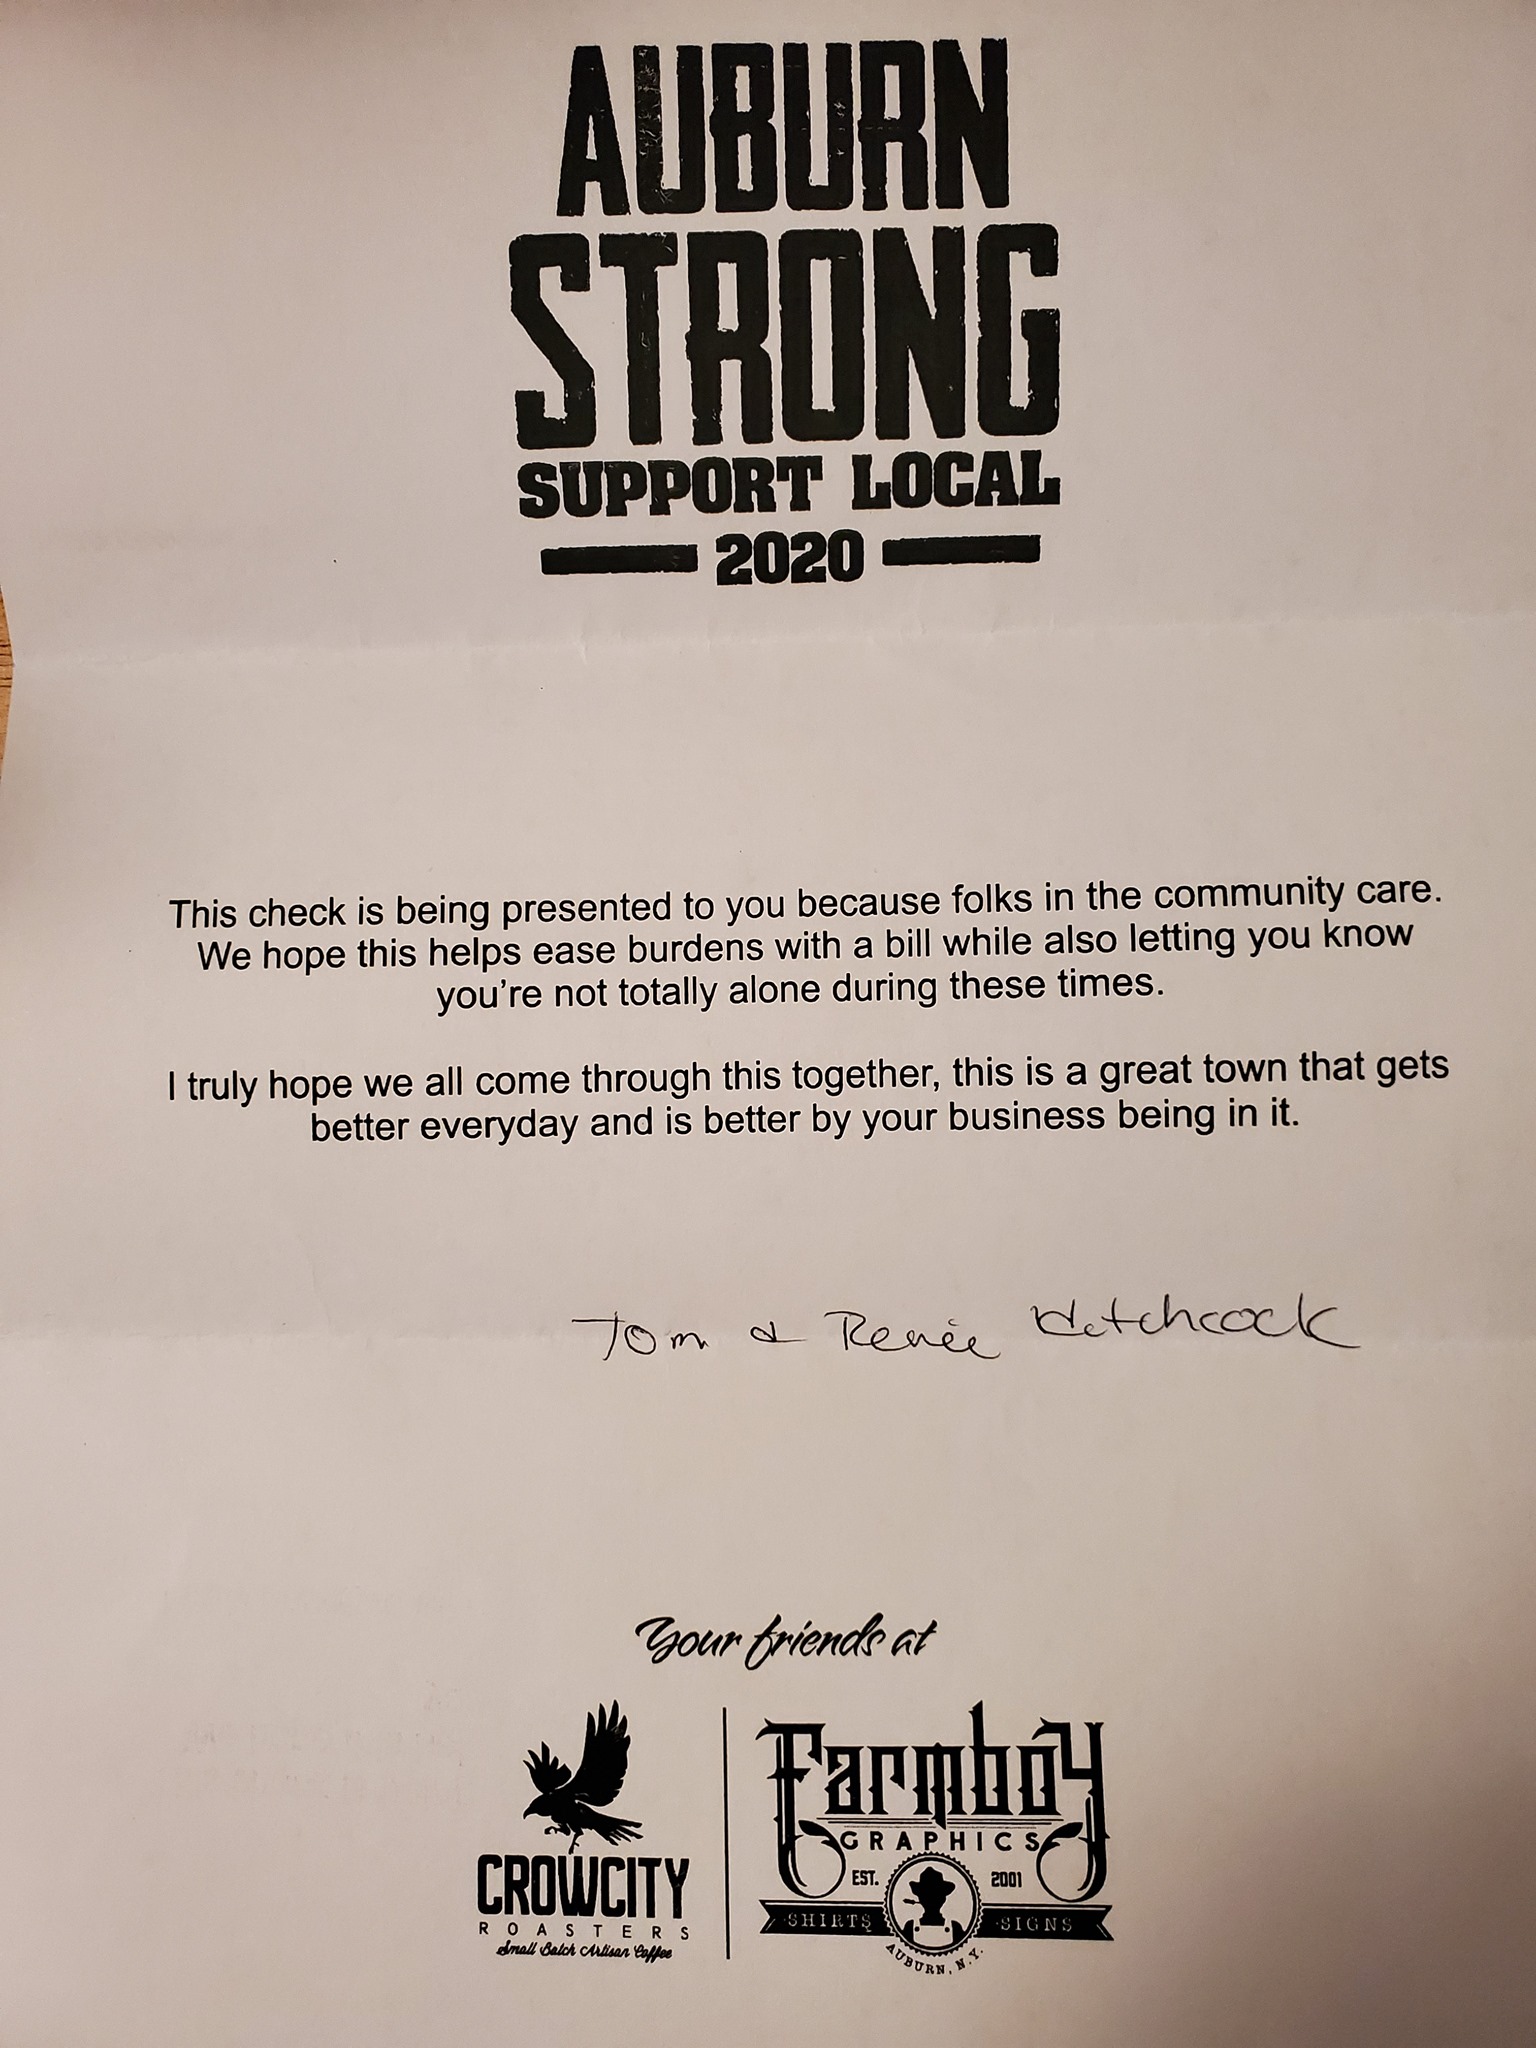 AUBURN
STRONG
SUPPORT LOCAL
2020
This check is being presented to you because folks in the community care.
We hope this helps ease burdens with a bill while also letting you know
you're not totally alone during these times.
I truly hope we all come through this together, this is a great town that gets
better everyday and is better by your business being in it.
Tom & Renée Hitchcock
Your friends at
CROWCITY
ROASTERS
Small Batch Artisan Coffee
Farmboy
GRAPHICS
EST. 2001
SHIRTS SIGNS
AUBURN, N.Y.